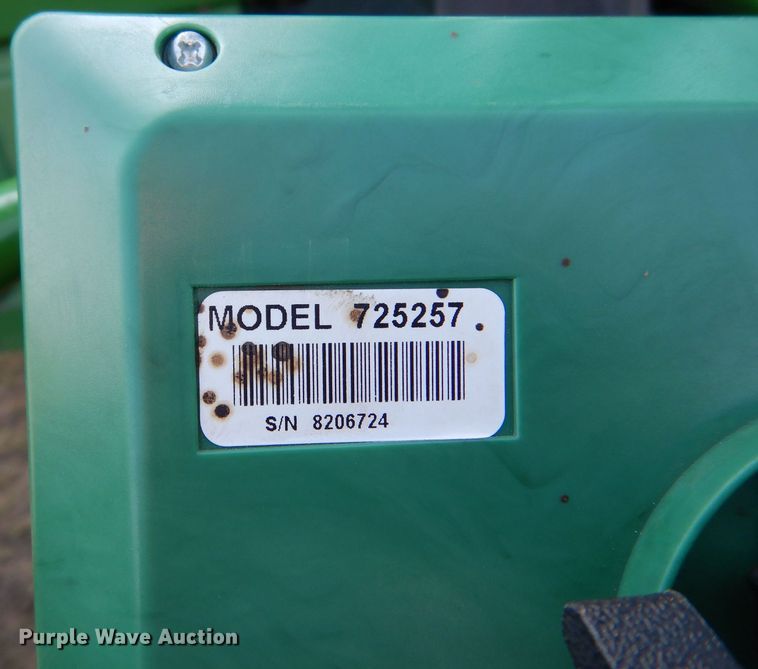 MODEL 725257
S/N 8206724
Purple Wave Auction